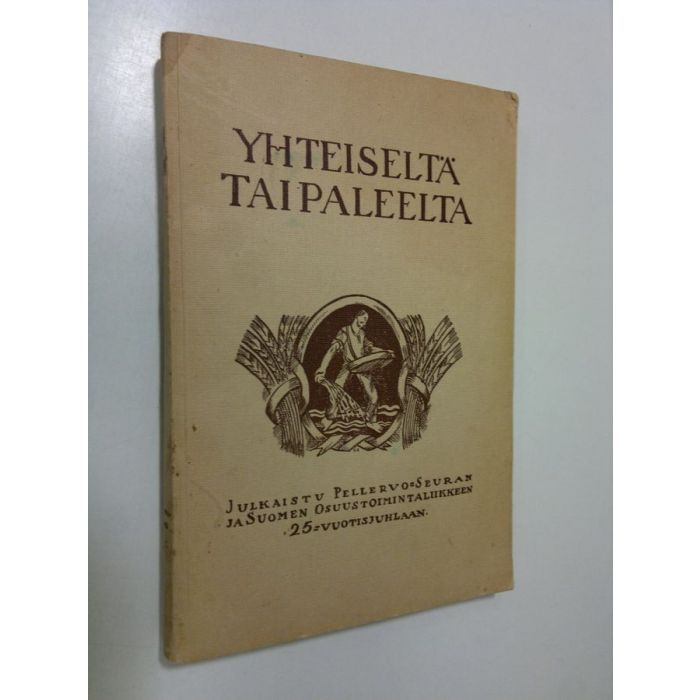 YHTEISELTÄ
TAIPALEELTA
JULKAISTU PELLERVO=SEURAN
JA SUOMEN OSUUSTOIMINTALIIKKEEN
25=VUOTISJUHLAAN.